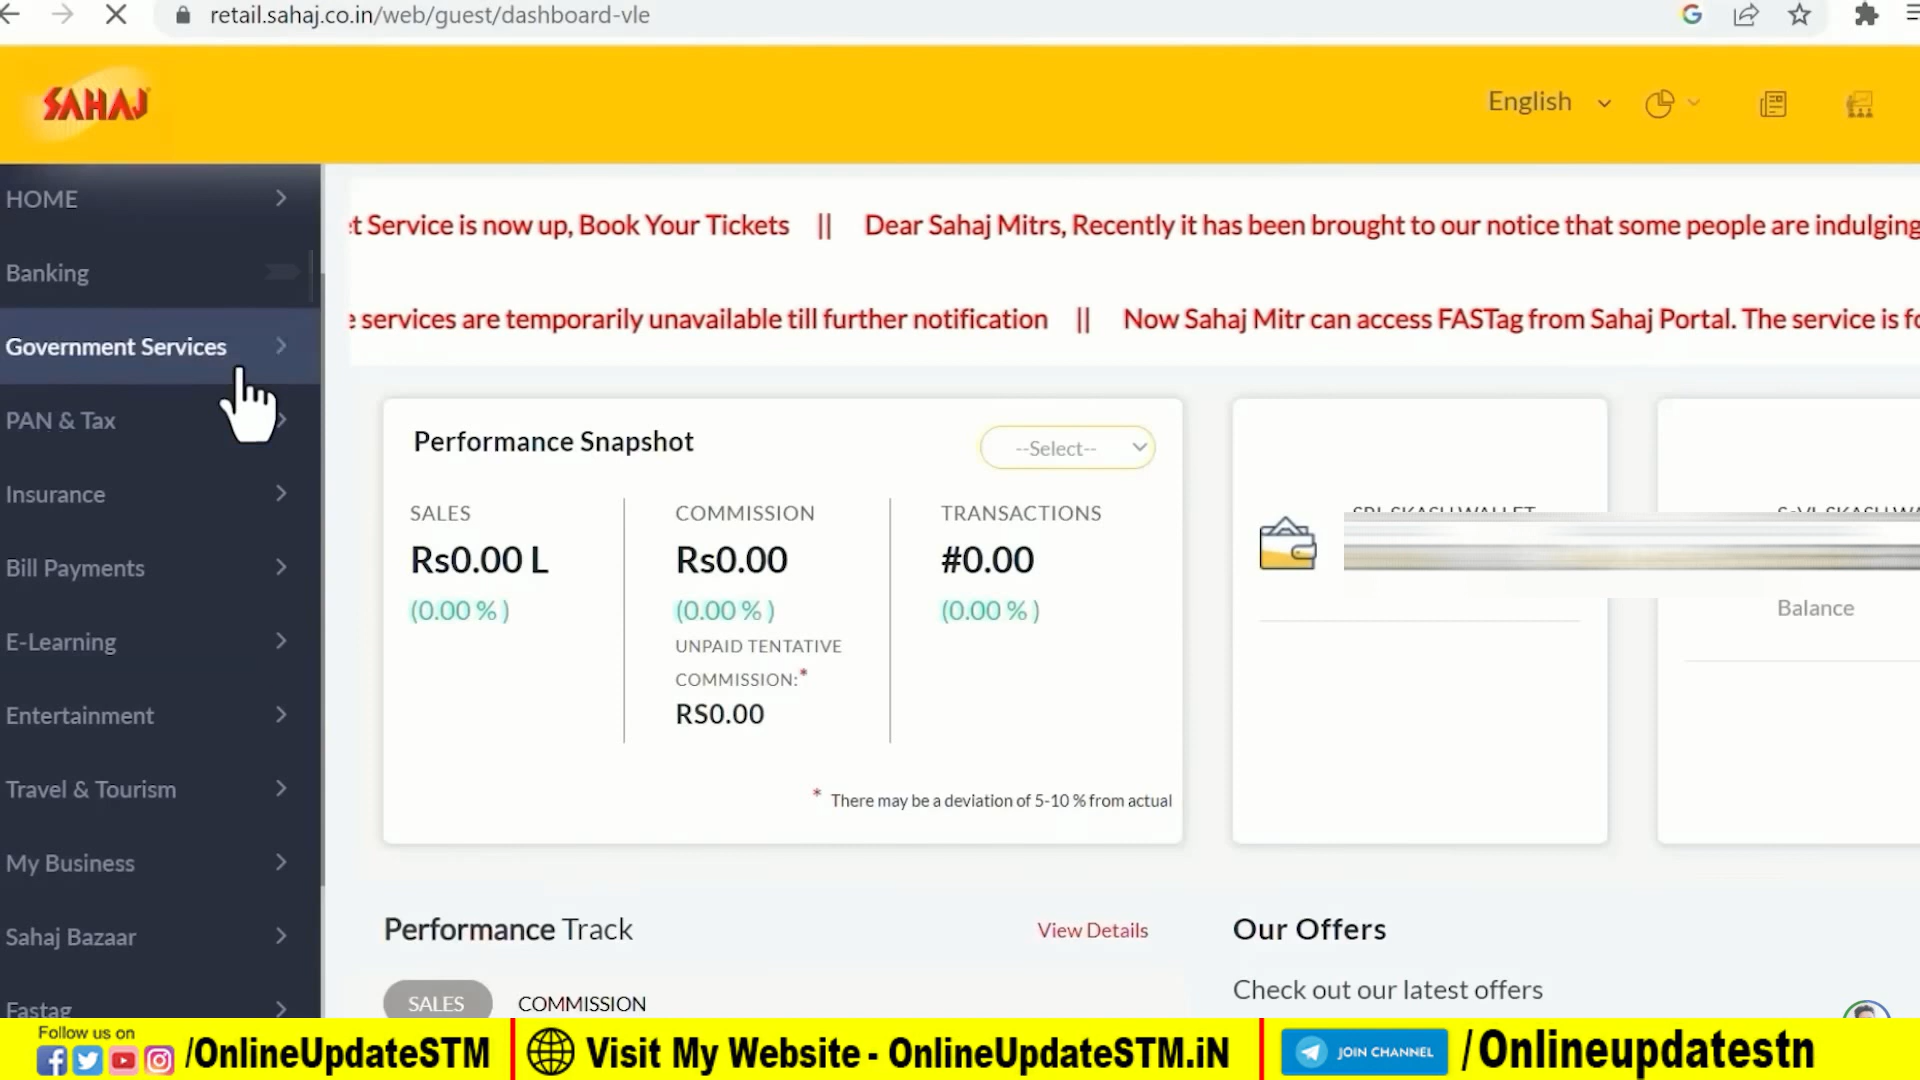 retail.sahaj.co.in/web/guest/dashboard-vle
SAHAJ
English
HOME
Banking
Government Services
PAN & Tax
Insurance
Bill Payments
E-Learning
Entertainment
Travel & Tourism
My Business
Sahaj Bazaar
Fastag
t Service is now up, Book Your Tickets || Dear Sahaj Mitrs, Recently it has been brought to our notice that some people are indulging
e services are temporarily unavailable till further notification || Now Sahaj Mitr can access FASTag from Sahaj Portal. The service is fo
Performance Snapshot
--Select--
SALES
Rs0.00 L
(0.00 % )
COMMISSION
Rs0.00
(0.00 % )
UNPAID TENTATIVE
COMMISSION:*
RS0.00
TRANSACTIONS
#0.00
(0.00 % )
* There may be a deviation of 5-10 % from actual
Balance
Performance Track
View Details
SALES
COMMISSION
Our Offers
Check out our latest offers
Follow us on
/OnlineUpdateSTM
Visit My Website - OnlineUpdateSTM.iN
JOIN CHANNEL
/Onlineupdatestn